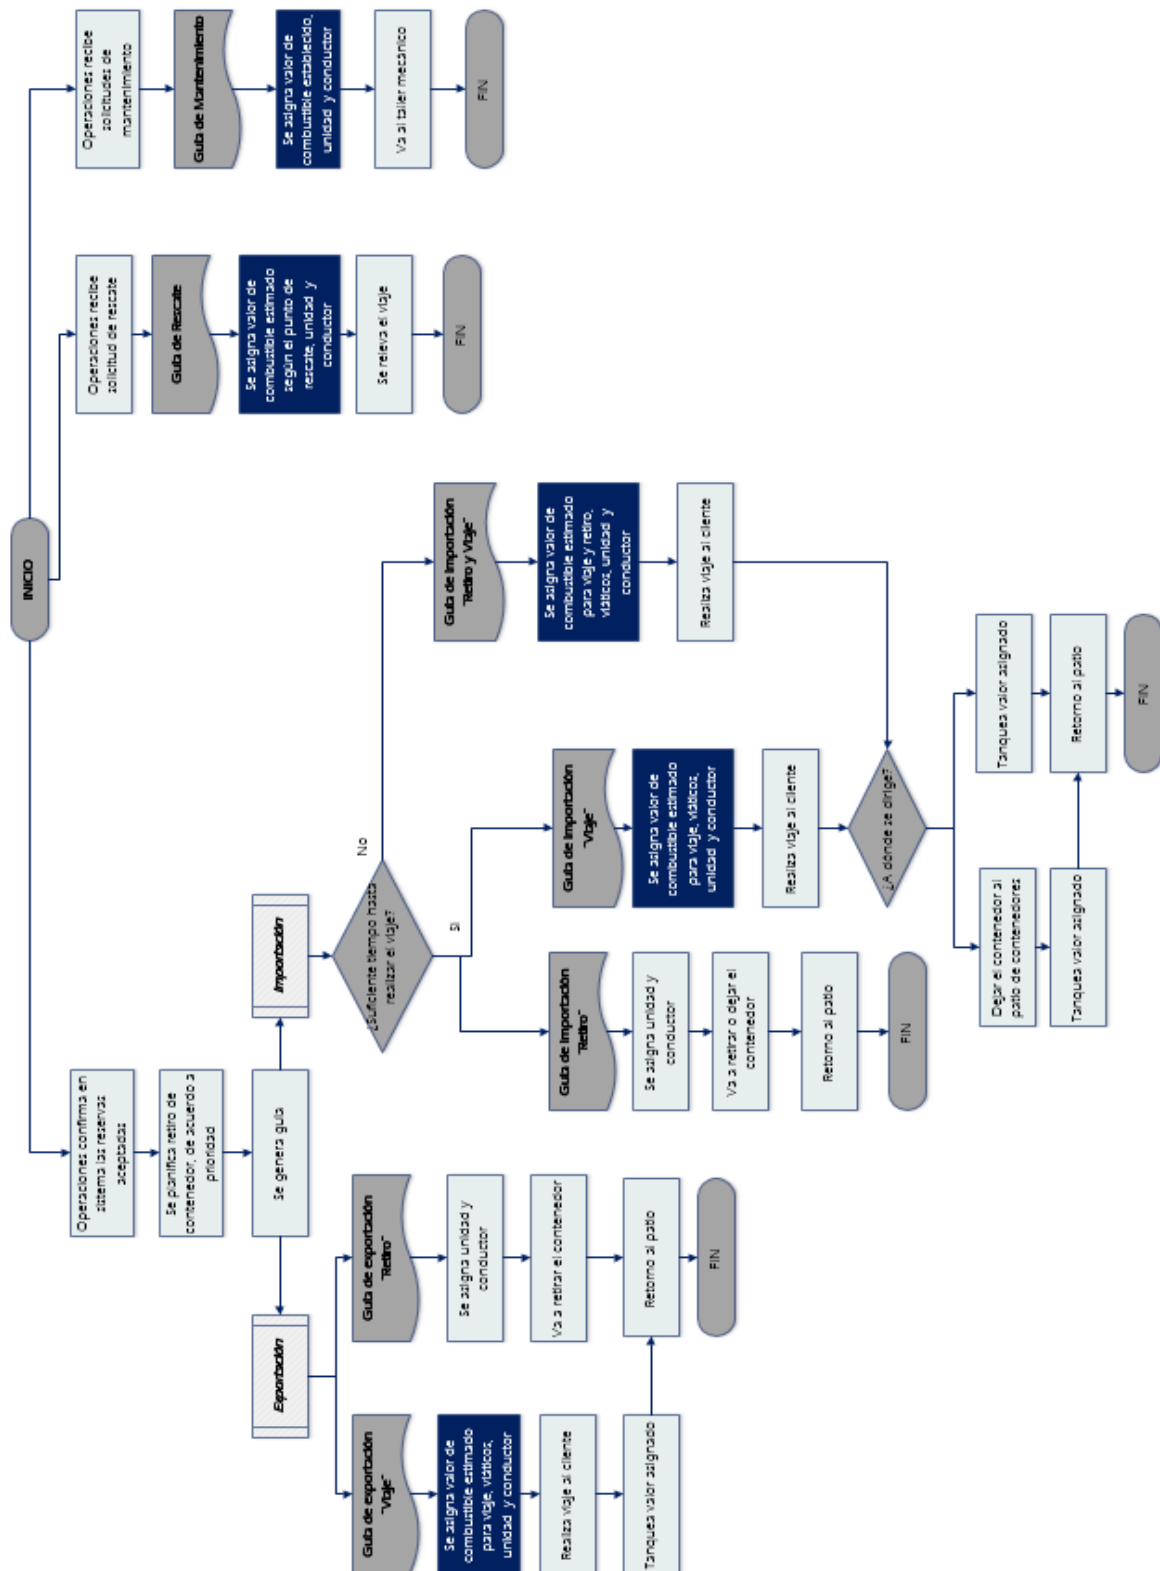 INICIO
Operaciones confirma en
sistema las reservas
aceptadas
Se planifica retiro de
contenedor, de acuerdo a
prioridad
Se genera guía
Exportación
Guía de exportación
"Viaje"
Se asigna valor de
combustible estimado
para viaje, viáticos,
unidad y conductor
Realiza viaje al cliente
Tanquea valor asignado
Guía de exportación
"Retiro"
Se asigna unidad y
conductor
Va a retirar el contenedor
Retorno al patio
FIN
Importación
¿Suficiente tiempo hasta
realizar el viaje?
Si
No
Guía de Importación
"Retiro"
Se asigna unidad y
conductor
Va a retirar o dejar el
contenedor
Retorno al patio
FIN
Guía de Importación
"Viaje"
Se asigna valor de
combustible estimado
para viaje, viáticos,
unidad y conductor
Realiza viaje al cliente
Guía de Importación
"Retiro y Viaje"
Se asigna valor de
combustible estimado
para viaje y retiro,
viáticos, unidad y
conductor
Realiza viaje al cliente
¿A dónde se dirige?
Dejar el contenedor al
patio de contenedores
Tanquea valor asignado
Tanquea valor asignado
Retorno al patio
FIN
Operaciones recibe
solicitud de rescate
Guía de Rescate
Se asigna valor de
combustible estimado
según el punto de
rescate, unidad y
conductor
Se releva el viaje
FIN
Operaciones recibe
solicitudes de
mantenimiento
Guía de Mantenimiento
Se asigna valor de
combustible establecido,
unidad y conductor
Va al taller mecánico
FIN